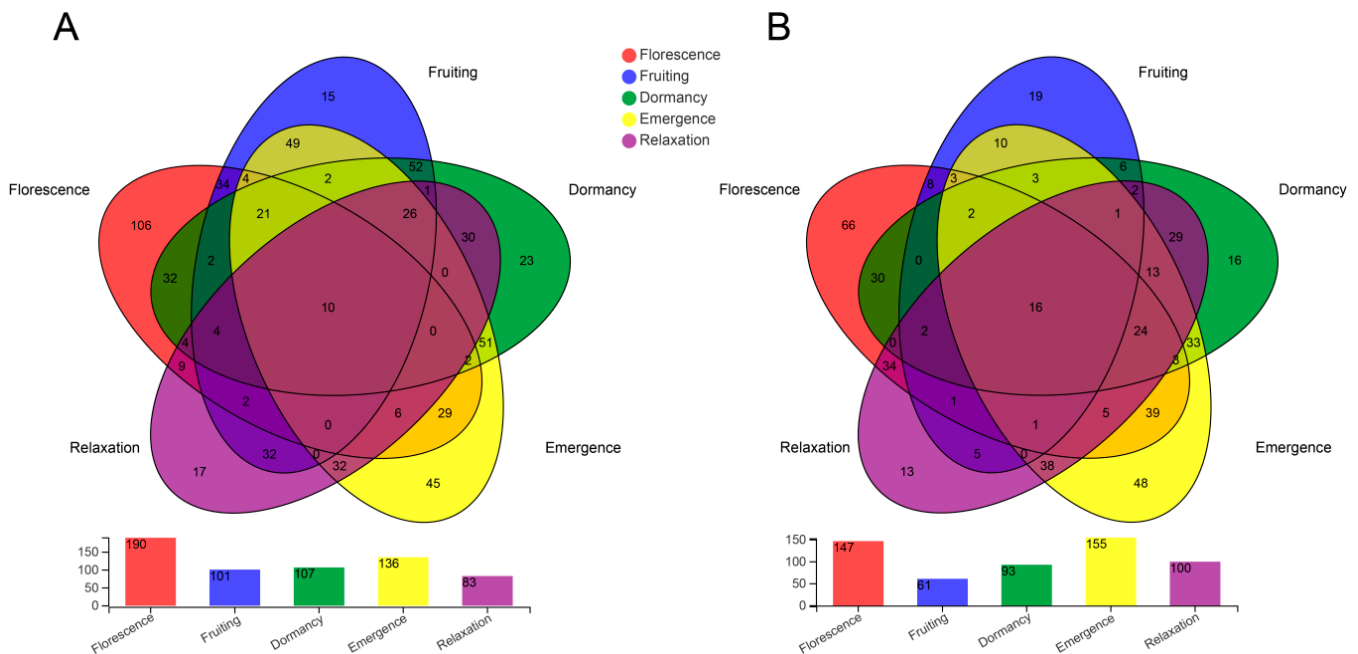 A
B
Florescence
Fruiting
Dormancy
Emergence
Relaxation
Fruiting
15
49
52
34
4
2
1
Florescence
Dormancy
106
21
26
30
23
2
0
32
10
4
0
51
4
2
9
2
0
6
29
Relaxation
32
0
32
Emergence
17
45
Fruiting
19
10
6
8
3
3
2
Florescence
Dormancy
66
2
1
29
16
0
13
30
16
2
24
33
0
3
34
1
1
5
39
Relaxation
5
0
38
Emergence
13
48
150
100
50
0
190
101
107
136
83
Florescence
Fruiting
Dormancy
Emergence
Relaxation
150
100
50
0
147
61
93
155
100
Florescence
Fruiting
Dormancy
Emergence
Relaxation